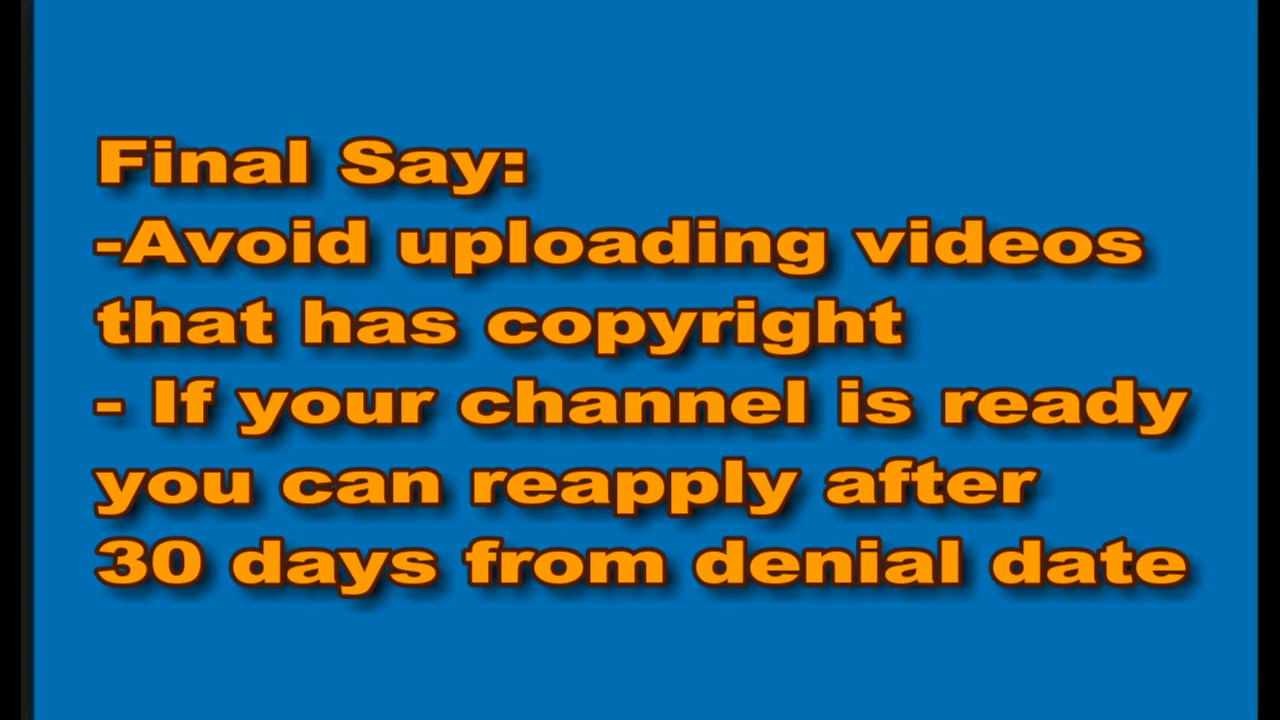 Final Say:
-Avoid uploading videos
that has copyright
- If your channel is ready
you can reapply after
30 days from denial date